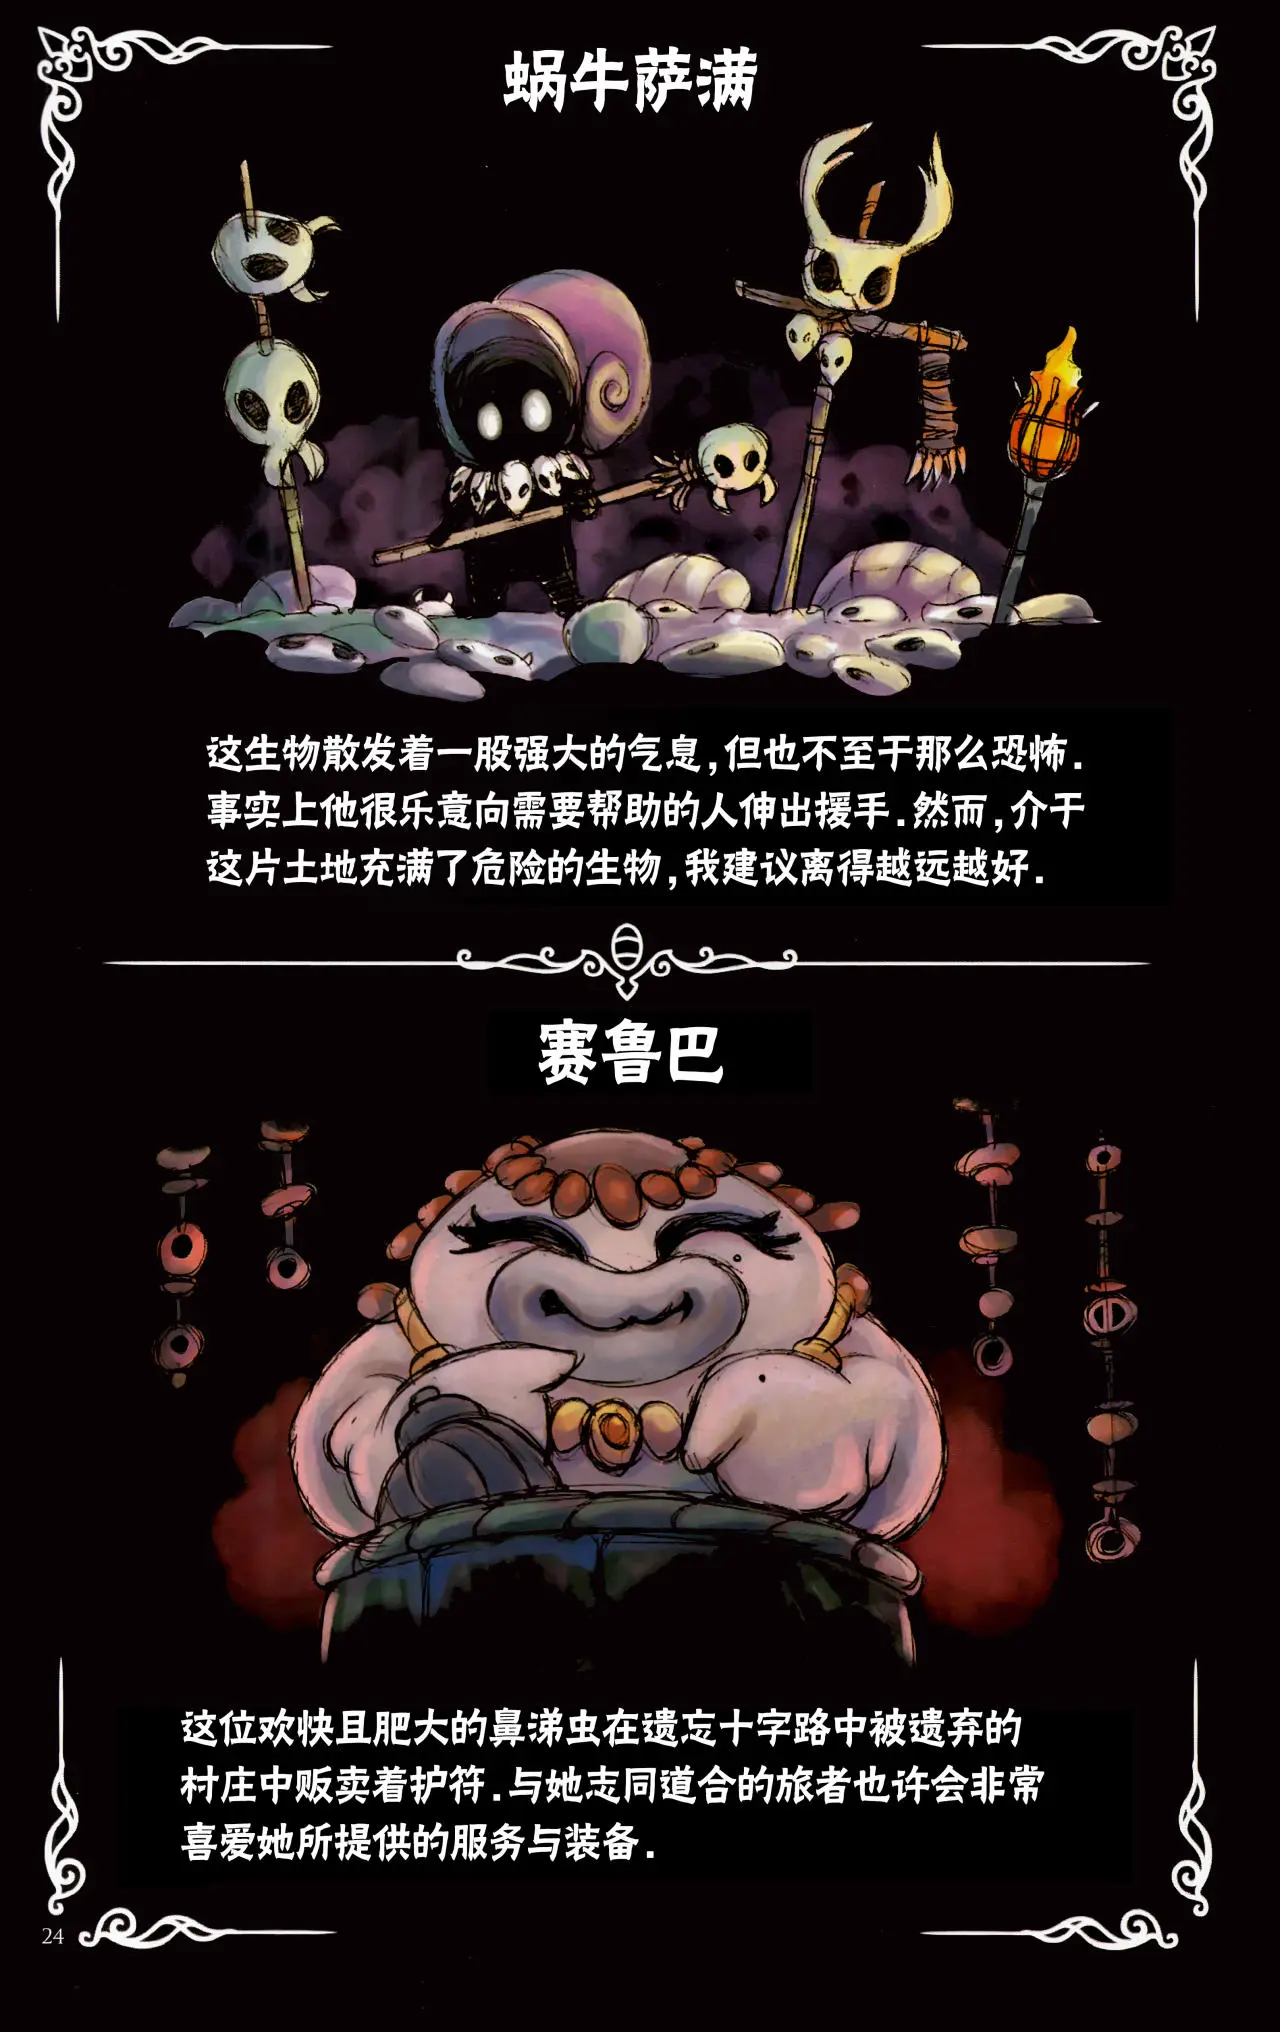 蜗牛萨满
这生物散发着一股强大的气息,但也不至于那么恐怖.
事实上他很乐意向需要帮助的人伸出援手.然而,介于
这片土地充满了危险的生物,我建议离得越远越好.
赛鲁巴
这位欢快且肥大的鼻涕虫在遗忘十字路中被遗弃的
村庄中贩卖着护符.与她志同道合的旅者也许会非常
喜爱她所提供的服务与装备.
24